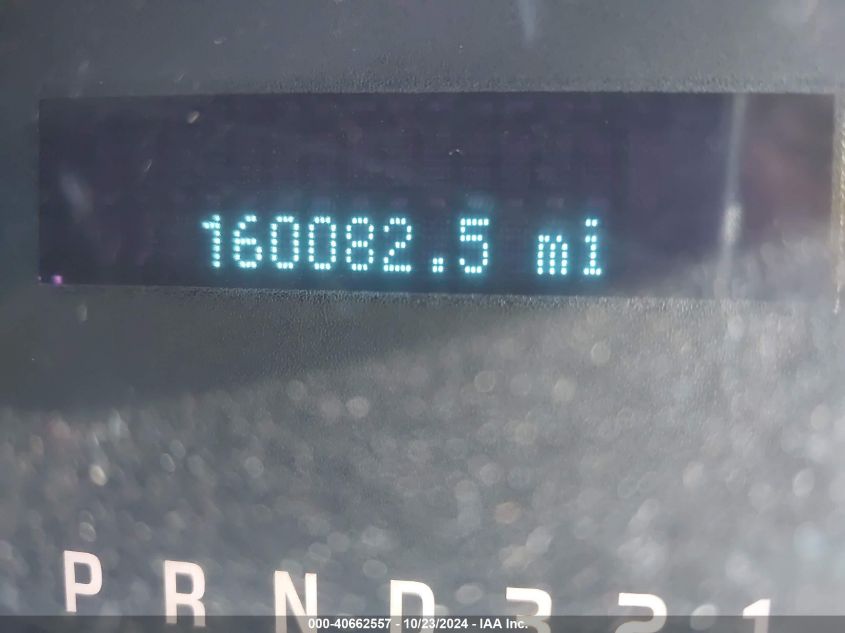 160082.5 mi
P R N D 3 2 1
000-40662557 - 10/23/2024 - IAA Inc.